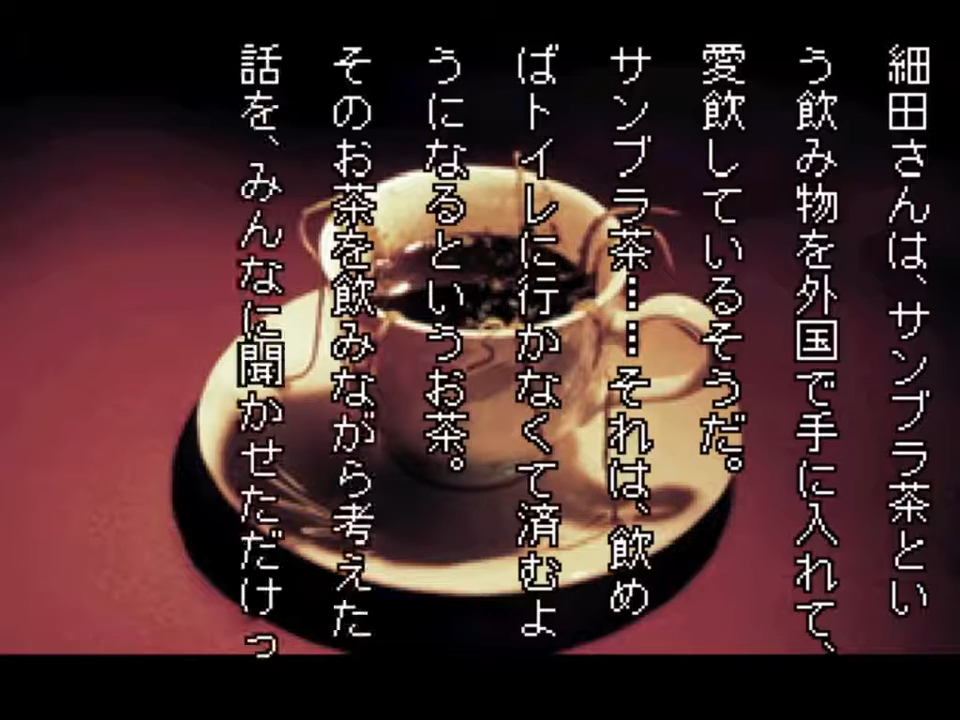 細田さんは、サンブラ茶とい
う飲み物を外国で手に入れて、
愛飲しているそうだ。
サンブラ茶……それは、飲め
ばトイレに行かなくて済むよ
うになるというお茶。
そのお茶を飲みながら考えた
話を、みんなに聞かせただけっ